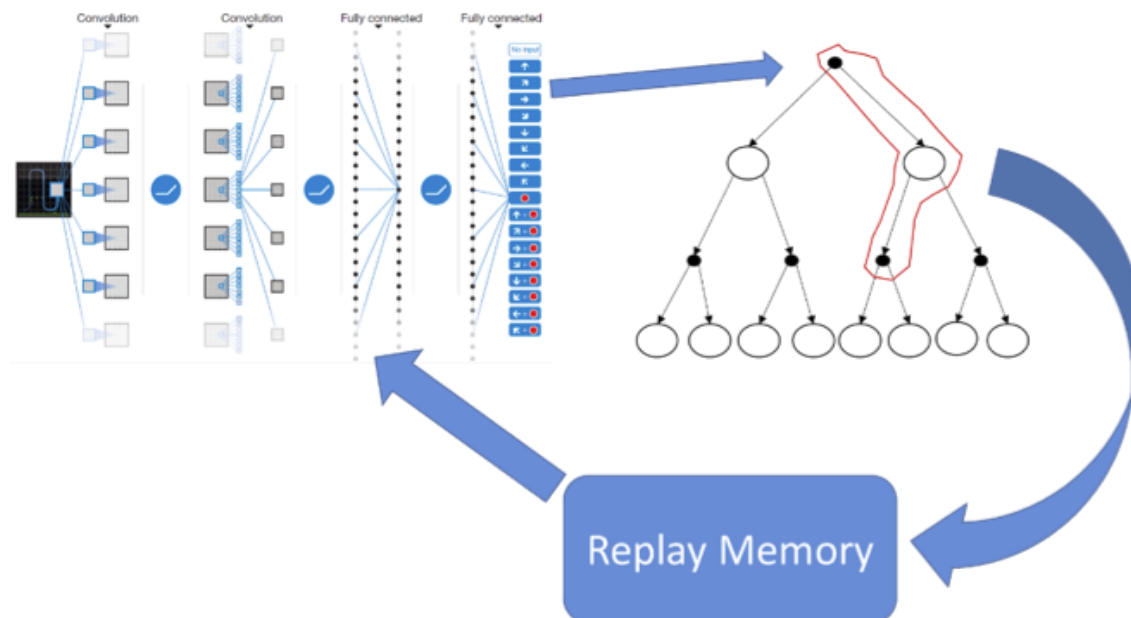 Convolution
Convolution
Fully connected
Fully connected
No input
Replay Memory